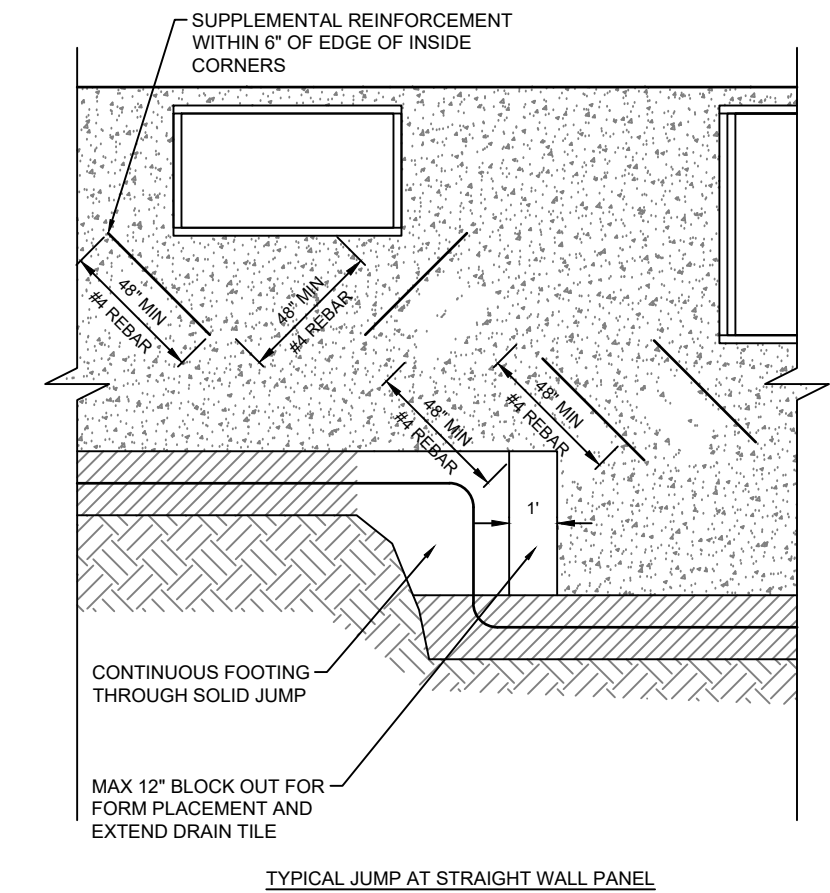 SUPPLEMENTAL REINFORCEMENT
WITHIN 6" OF EDGE OF INSIDE
CORNERS
48" MIN
#4 REBAR
48" MIN
#4 REBAR
48" MIN
#4 REBAR
48" MIN
#4 REBAR
1'
CONTINUOUS FOOTING
THROUGH SOLID JUMP
MAX 12" BLOCK OUT FOR
FORM PLACEMENT AND
EXTEND DRAIN TILE
TYPICAL JUMP AT STRAIGHT WALL PANEL